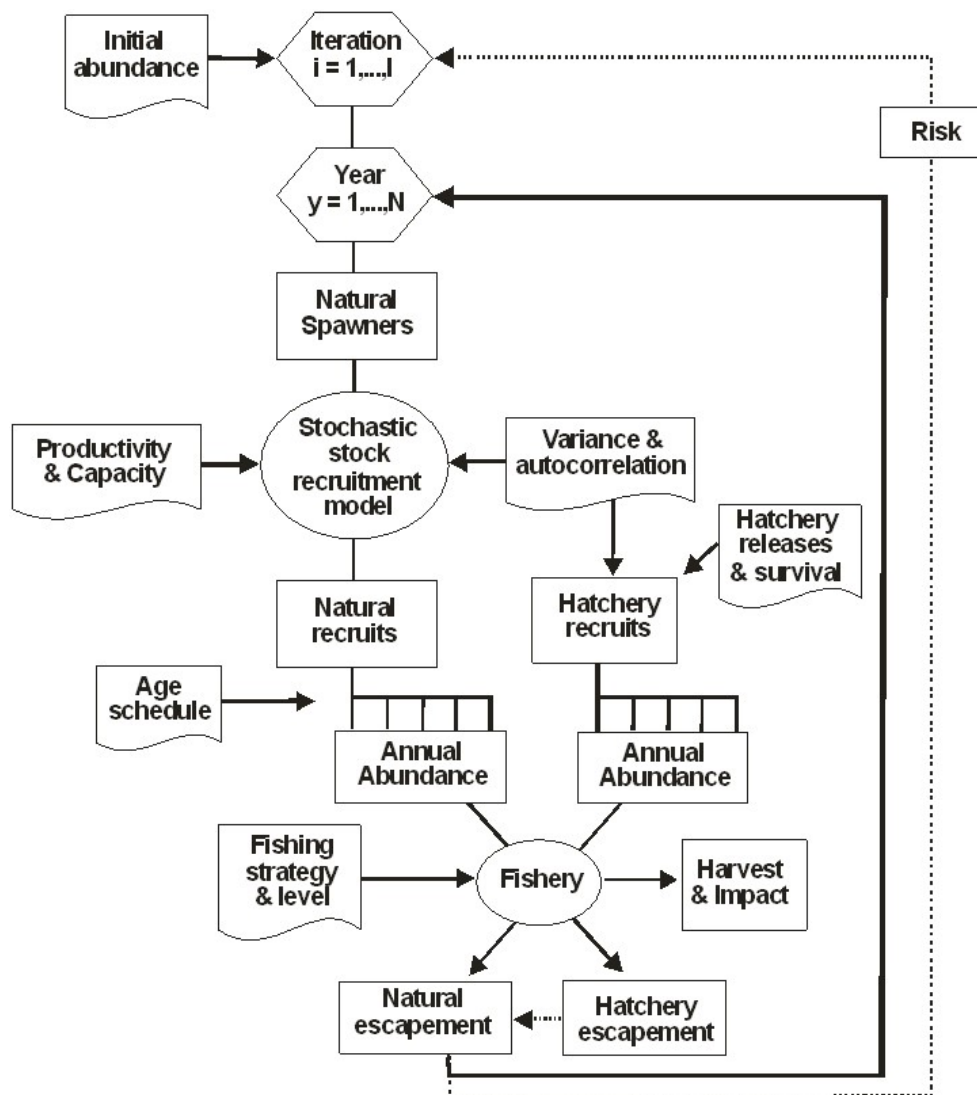 Initial
abundance
Iteration
i = 1,...,I
Risk
Year
y = 1,...,N
Natural
Spawners
Productivity
& Capacity
Stochastic
stock
recruitment
model
Variance &
autocorrelation
Hatchery
releases
& survival
Natural
recruits
Hatchery
recruits
Age
schedule
Annual
Abundance
Annual
Abundance
Fishing
strategy
& level
Fishery
Harvest
& Impact
Natural
escapement
Hatchery
escapement